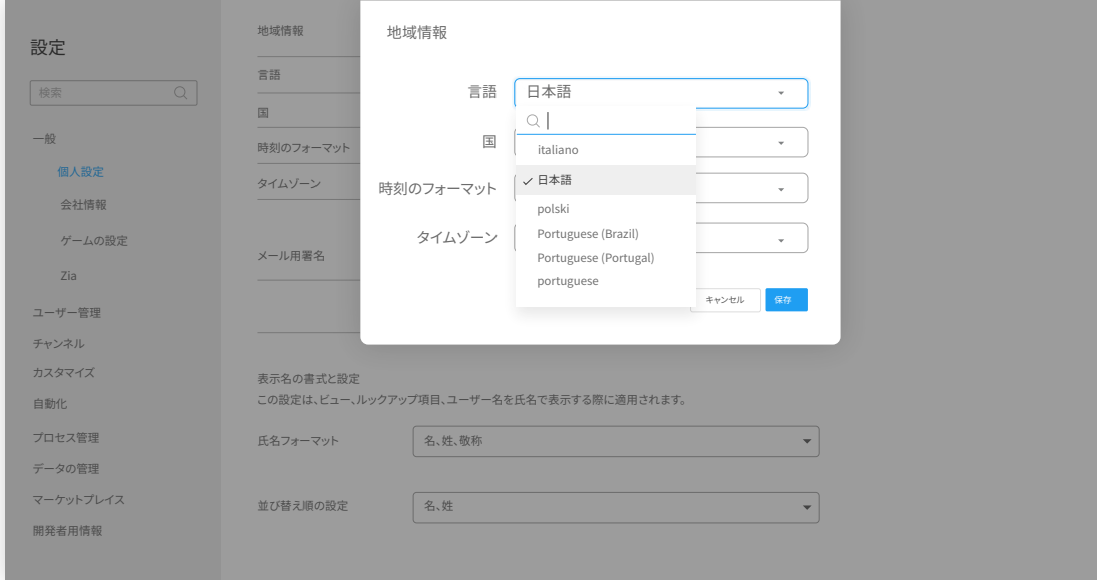 設定
検索
一般
個人設定
会社情報
ゲームの設定
Zia
ユーザー管理
チャンネル
カスタマイズ
自動化
プロセス管理
データの管理
マーケットプレイス
開発者用情報
地域情報
言語
国
時刻のフォーマット
タイムゾーン
メール用署名
地域情報
言語
日本語
国
時刻のフォーマット
タイムゾーン
italiano
日本語
polski
Portuguese (Brazil)
Portuguese (Portugal)
portuguese
キャンセル
保存
表示名の書式と設定
この設定は、ビュー、ルックアップ項目、ユーザー名を氏名で表示する際に適用されます。
氏名フォーマット
名、姓、敬称
並び替え順の設定
名、姓